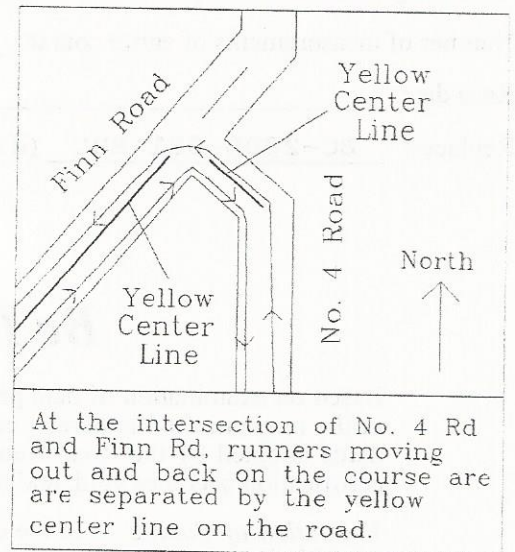 Yellow
Center
Line
Finn Road
No. 4 Road
North
Yellow
Center
Line
At the intersection of No. 4 Rd
and Finn Rd, runners moving
out and back on the course are
are separated by the yellow
center line on the road.